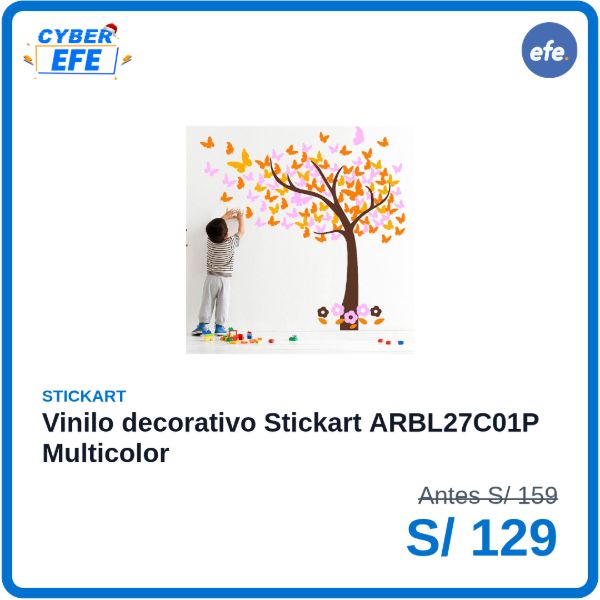 CYBER
EFE
efe.
STICKART
Vinilo decorativo Stickart ARBL27C01P
Multicolor
Antes S/ 159
S/ 129